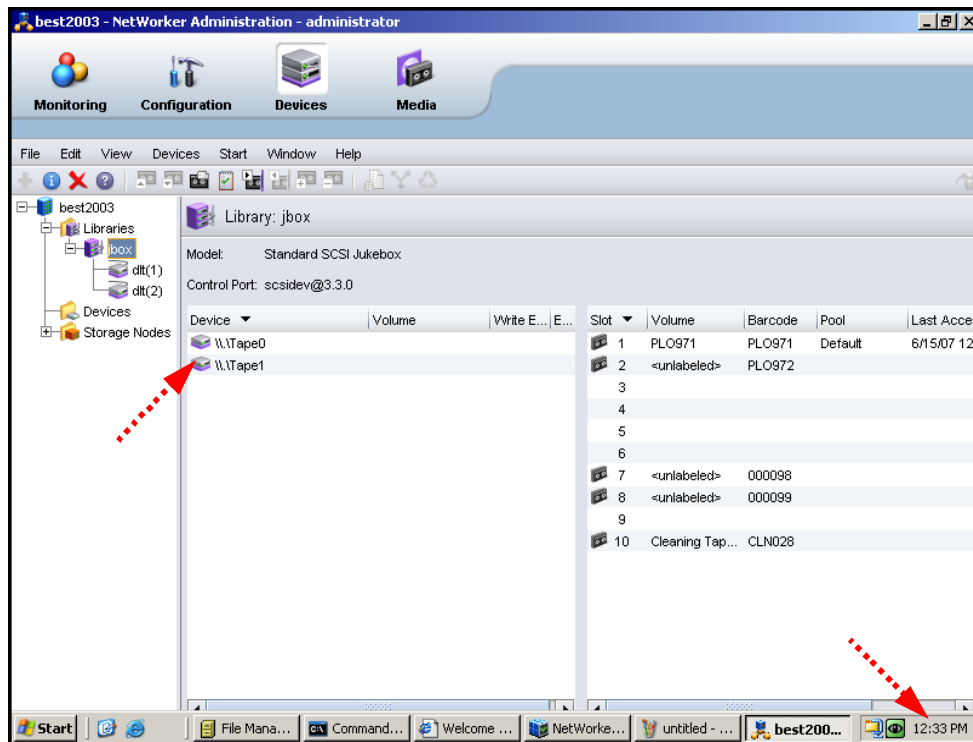 best2003 - NetWorker Administration - administrator
Monitoring Configuration Devices Media
File Edit View Devices Start Window Help
best2003
Libraries
jbox
dlt(1)
dlt(2)
Devices
Storage Nodes
Library: jbox
Model: Standard SCSI Jukebox
Control Port: scsidev@3.3.0
Device Volume Write E... E...
\\.\Tape0
\\.\Tape1
Slot Volume Barcode Pool Last Acce
1 PLO971 PLO971 Default 6/15/07 12
2 <unlabeled> PLO972
3
4
5
6
7 <unlabeled> 000098
8 <unlabeled> 000099
9
10 Cleaning Tap... CLN028
Start File Mana... Command... Welcome ... NetWorke... untitled - ... best200... 12:33 PM